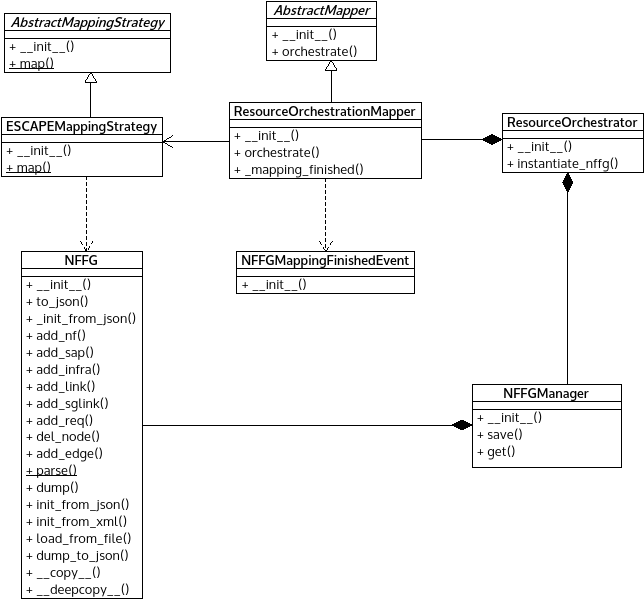 AbstractMappingStrategy
+ __init__()
+ map()
AbstractMapper
+ __init__()
+ orchestrate()
ESCAPEMappingStrategy
+ __init__()
+ map()
ResourceOrchestrationMapper
+ __init__()
+ orchestrate()
+ _mapping_finished()
ResourceOrchestrator
+ __init__()
+ instantiate_nffg()
NFFG
+ __init__()
+ to_json()
+ _init_from_json()
+ add_nf()
+ add_sap()
+ add_infra()
+ add_link()
+ add_sglink()
+ add_req()
+ del_node()
+ add_edge()
+ parse()
+ dump()
+ init_from_json()
+ init_from_xml()
+ load_from_file()
+ dump_to_json()
+ __copy__()
+ __deepcopy__()
NFFGMappingFinishedEvent
+ __init__()
NFFGManager
+ __init__()
+ save()
+ get()